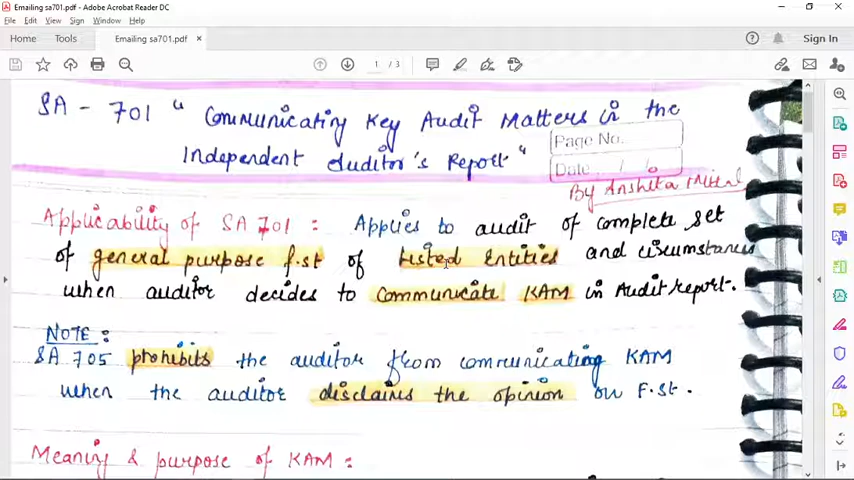 Emailing sa701.pdf - Adobe Acrobat Reader DC
File Edit View Sign Window Help
Home Tools Emailing sa701.pdf × Sign In
1 / 3
SA - 701 " Communicating Key Audit Matters in the
Independent Auditor's Report "
Page No.
Date / /
By Anshita Mittal
Applicability of SA 701 : Applies to audit of complete set
of general purpose f.st of Listed Entities and circumstances
when auditor decides to communicate KAM in Audit report.
NOTE :
SA 705 prohibits the auditor from communicating KAM
when the auditor disclaims the opinion on F.st.
Meaning & purpose of KAM :